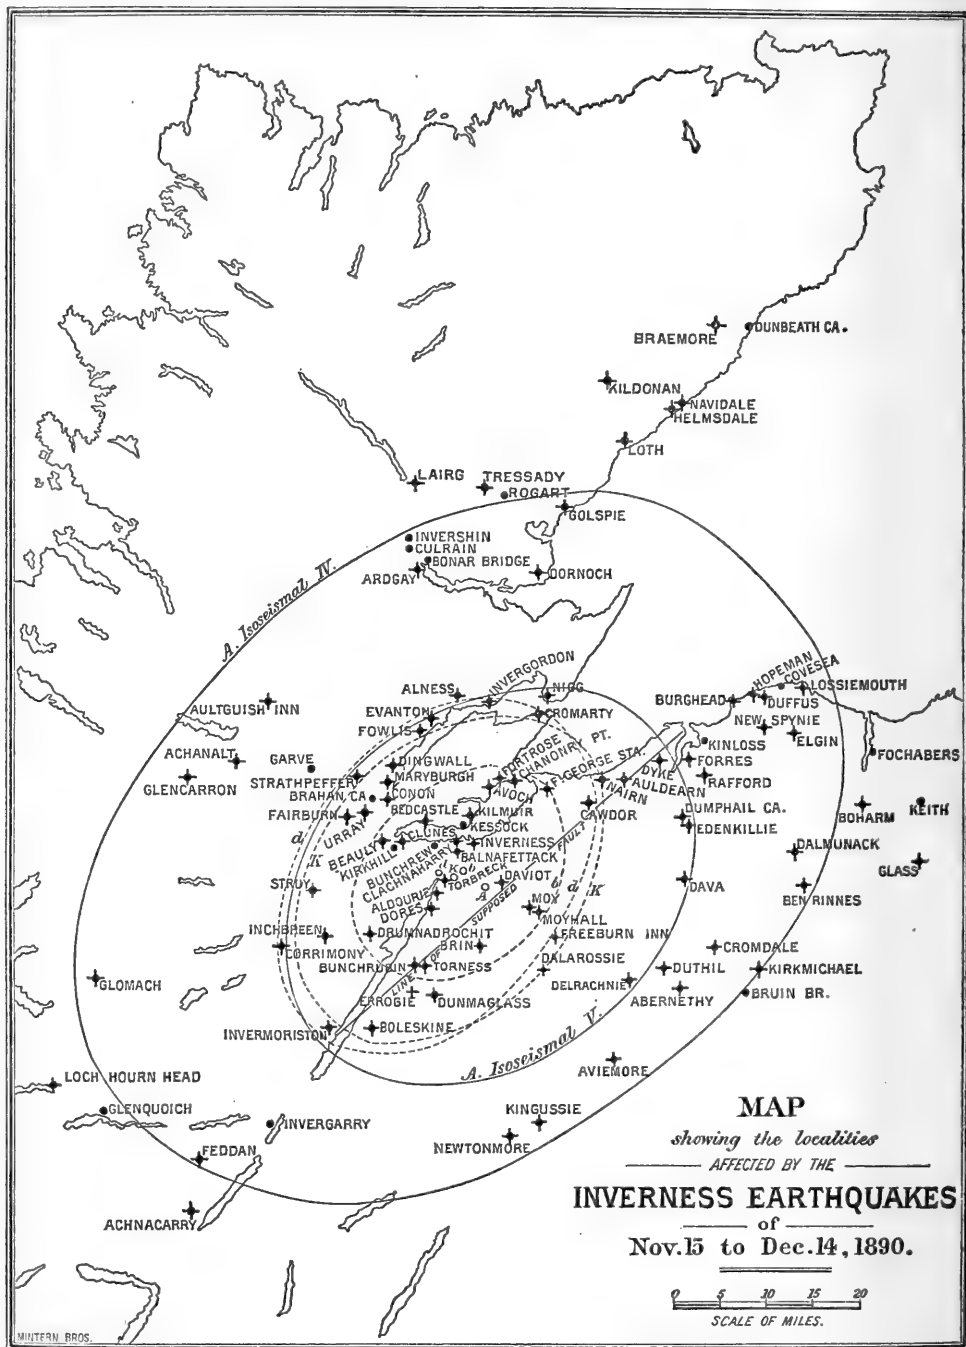 BRAEMORE
DUNBEATH CA.
KILDONAN
NAVIDALE
HELMSDALE
LOTH
LAIRG
TRESSADY
ROGART
GOLSPIE
INVERSHIN
CULRAIN
BONAR BRIDGE
ARDGAY
DORNOCH
A. Isoseismal IV.
ALNESS
INVERGORDON
NIGG
CROMARTY
EVANTON
FOWLIS
AULTGUISH INN
ACHANALT
GLENCARRON
GARVE
STRATHPEFFER
DINGWALL
MARYBURGH
BRAHAN CA
CONON
FAIRBURN
URRAY
REDCASTLE
FORTROSE
CHANONRY PT.
FT GEORGE STA.
AVOCH
KILMUIR
KESSOCK
BURGHEAD
HOPEMAN
COVESEA
LOSSIEMOUTH
DUFFUS
NEW SPYNIE
ELGIN
KINLOSS
FORRES
RAFFORD
DYKE
AULDEARN
NAIRN
CAWDOR
FOCHABERS
BOHARM
KEITH
DUMPHAIL CA.
EDENKILLIE
DALMUNACK
GLASS
BEN RINNES
DAVA
BEAULY
KIRKHILL
CLUNES
BUNCHREW
CLACHNAHARRY
INVERNESS
BALNAFETTACK
TORBRECK
DAVIOT
ALDOURIE
DORES
STRUY
INCHBREEN
CORRIMONY
DRUMNADROCHIT
BRIN
MOY
MOYHALL
FREEBURN INN
BUNCHRUBIN
TORNESS
DALAROSSIE
DELRACHNIE
ERROGIE
DUNMAGLASS
LINE OF SUPPOSED FAULT
d
K
K
b
A
b
d
K
CROMDALE
DUTHIL
KIRKMICHAEL
ABERNETHY
BRUIN BR.
GLOMACH
INVERMORISTON
BOLESKINE
A. Isoseismal V.
AVIEMORE
LOCH HOURN HEAD
GLENQUOICH
INVERGARRY
FEDDAN
ACHNACARRY
KINGUSSIE
NEWTONMORE
MAP
showing the localities
AFFECTED BY THE
INVERNESS EARTHQUAKES
of
Nov. 15 to Dec. 14, 1890.
0 5 10 15 20
SCALE OF MILES.
MINTERN BROS.